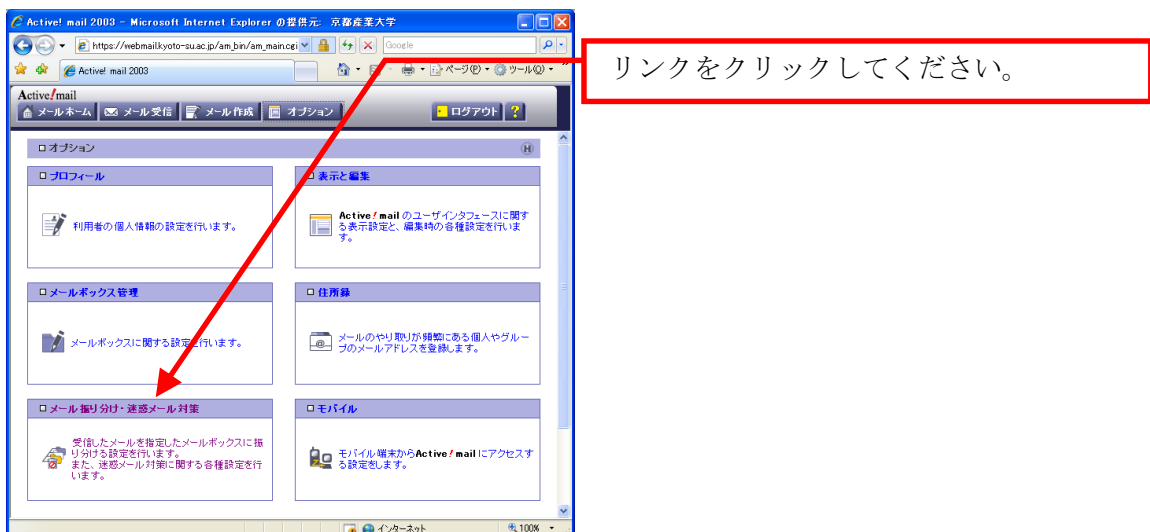 Active! mail 2003 - Microsoft Internet Explorer の提供元: 京都産業大学
https://webmail.kyoto-su.ac.jp/am_bin/am_main.cgi
Google
Active! mail 2003
ページ(P)
ツール(O)
リンクをクリックしてください。
Active! mail
メールホーム メール受信 メール作成 オプション ログアウト ?
オプション
H
プロフィール
利用者の個人情報の設定を行います。
表示と編集
Active! mail のユーザインタフェースに関す
る表示設定と、編集時の各種設定を行いま
す。
メールボックス管理
メールボックスに関する設定を行います。
住所録
メールのやり取りが頻繁にある個人やグルー
プのメールアドレスを登録します。
メール振り分け・迷惑メール対策
受信したメールを指定したメールボックスに振
り分ける設定を行います。
また、迷惑メール対策に関する各種設定を行
います。
モバイル
モバイル端末からActive! mail にアクセスす
る設定をします。
インターネット
100%